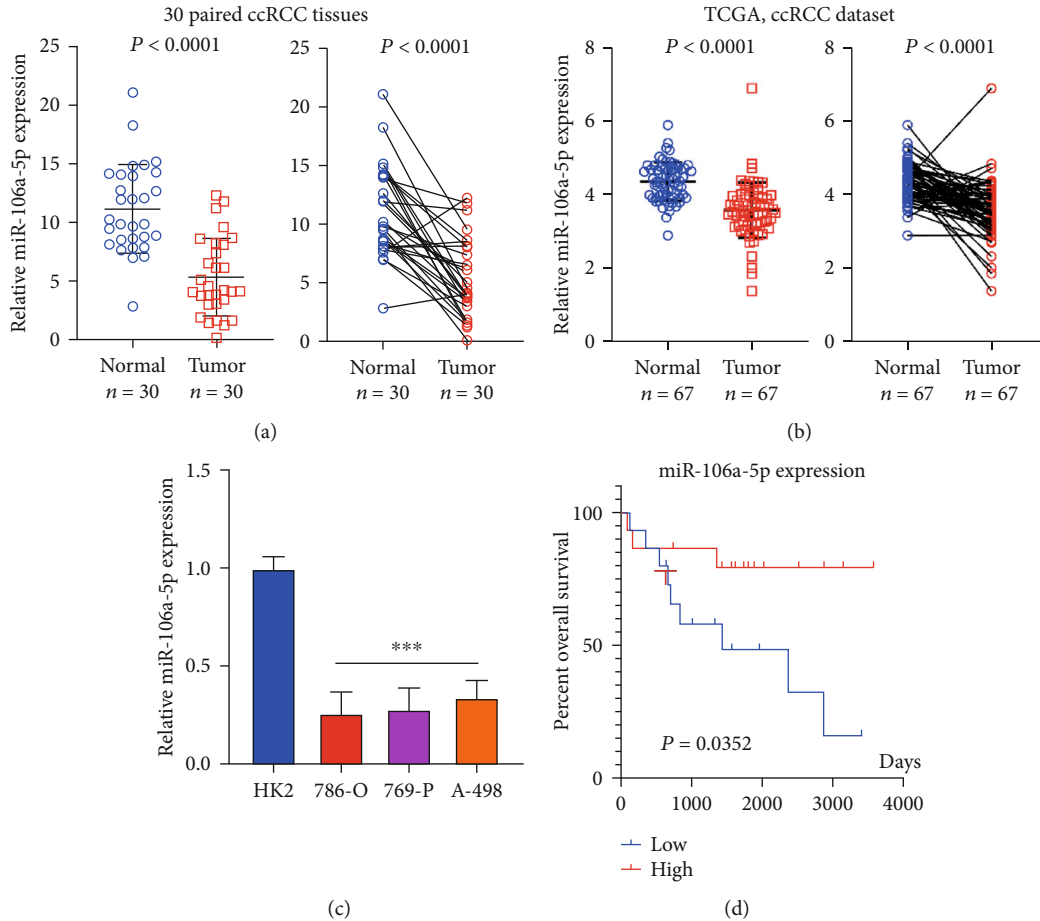 30 paired ccRCC tissues
P < 0.0001
P < 0.0001
Relative miR-106a-5p expression
25
20
15
10
5
0
25
20
15
10
5
0
Normal
n = 30
Tumor
n = 30
Normal
n = 30
Tumor
n = 30
(a)
TCGA, ccRCC dataset
P < 0.0001
P < 0.0001
Relative miR-106a-5p expression
8
6
4
2
0
8
6
4
2
0
Normal
n = 67
Tumor
n = 67
Normal
n = 67
Tumor
n = 67
(b)
Relative miR-106a-5p expression
1.5
1.0
0.5
0.0
***
HK2
786-O
769-P
A-498
(c)
miR-106a-5p expression
Percent overall survival
100
50
0
P = 0.0352
Days
0
1000
2000
3000
4000
Low
High
(d)